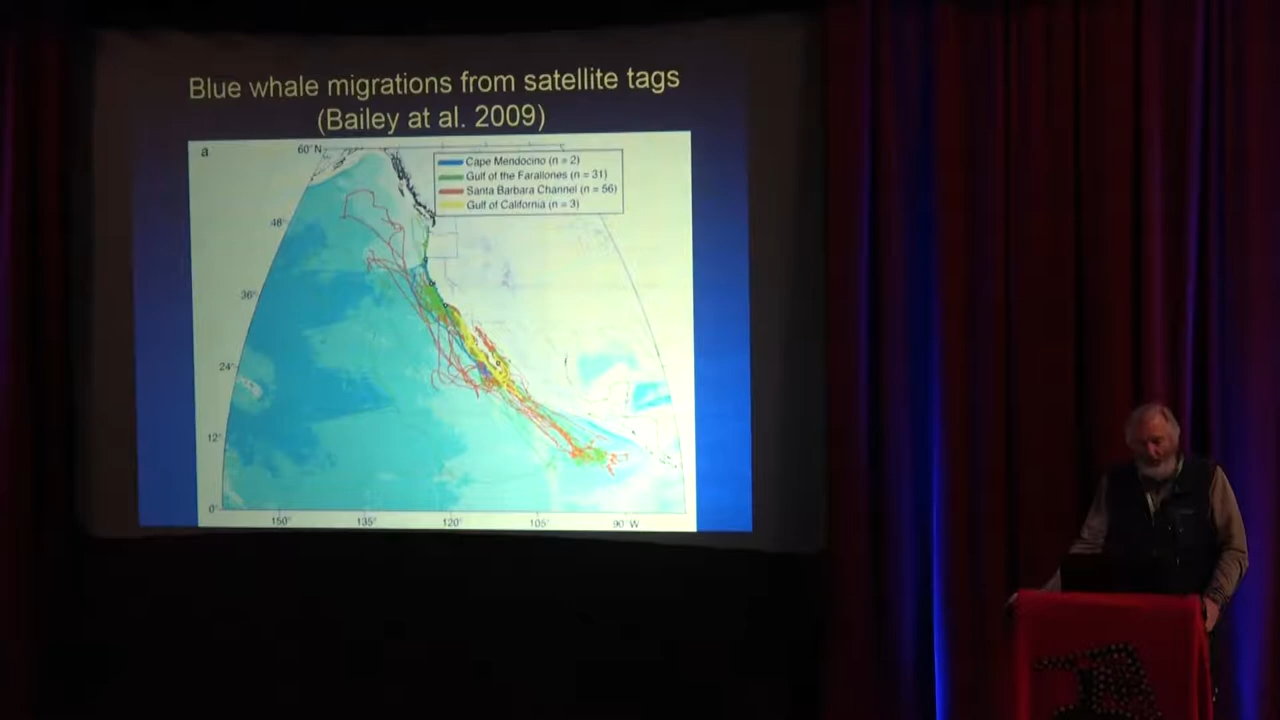 Blue whale migrations from satellite tags
(Bailey at al. 2009)
a
60°N
Cape Mendocino (n = 2)
Gulf of the Farallones (n = 31)
Santa Barbara Channel (n = 56)
Gulf of California (n = 3)
48°
36°
24°
12°
0°
150° 135° 120° 105° 90°W